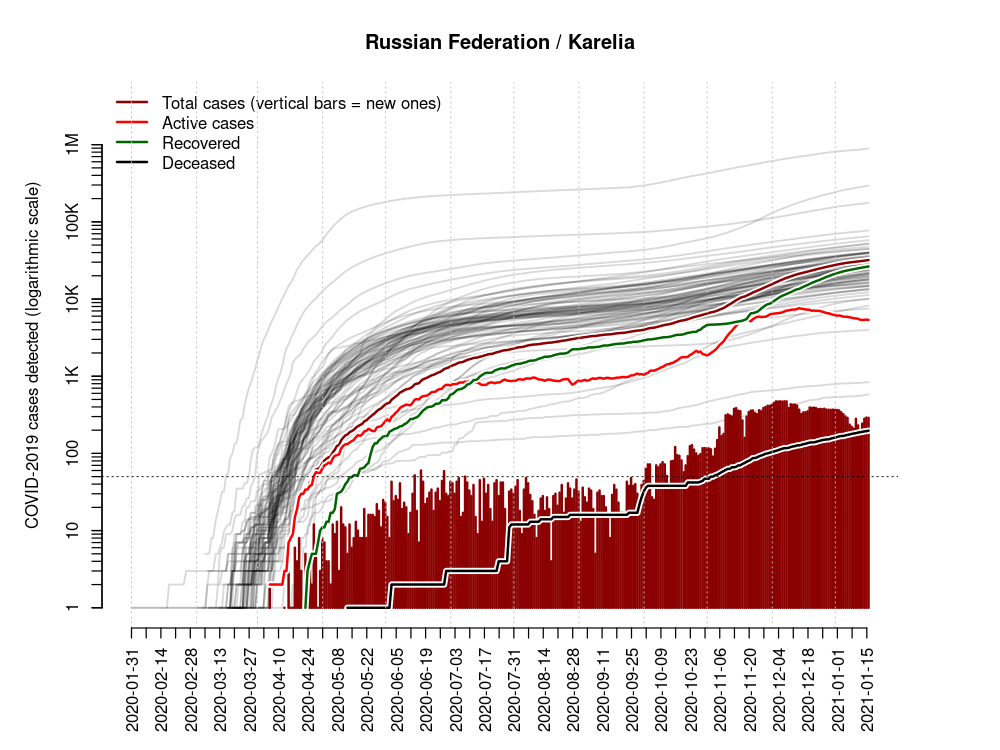 Russian Federation / Karelia
Total cases (vertical bars = new ones)
Active cases
Recovered
Deceased
COVID-2019 cases detected (logarithmic scale)
1M
100K
10K
1K
100
10
1
2020-01-31
2020-02-14
2020-02-28
2020-03-13
2020-03-27
2020-04-10
2020-04-24
2020-05-08
2020-05-22
2020-06-05
2020-06-19
2020-07-03
2020-07-17
2020-07-31
2020-08-14
2020-08-28
2020-09-11
2020-09-25
2020-10-09
2020-10-23
2020-11-06
2020-11-20
2020-12-04
2020-12-18
2021-01-01
2021-01-15